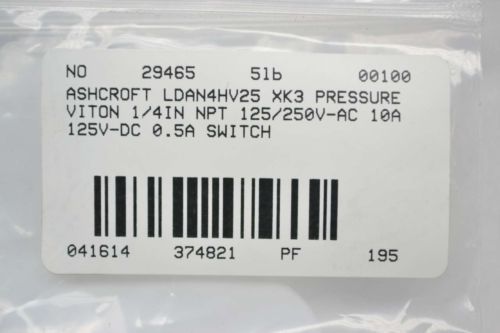 NO 29465 5lb 00100
ASHCROFT LDAN4HV25 XK3 PRESSURE
VITON 1/4IN NPT 125/250V-AC 10A
125V-DC 0.5A SWITCH
041614 374821 PF 195